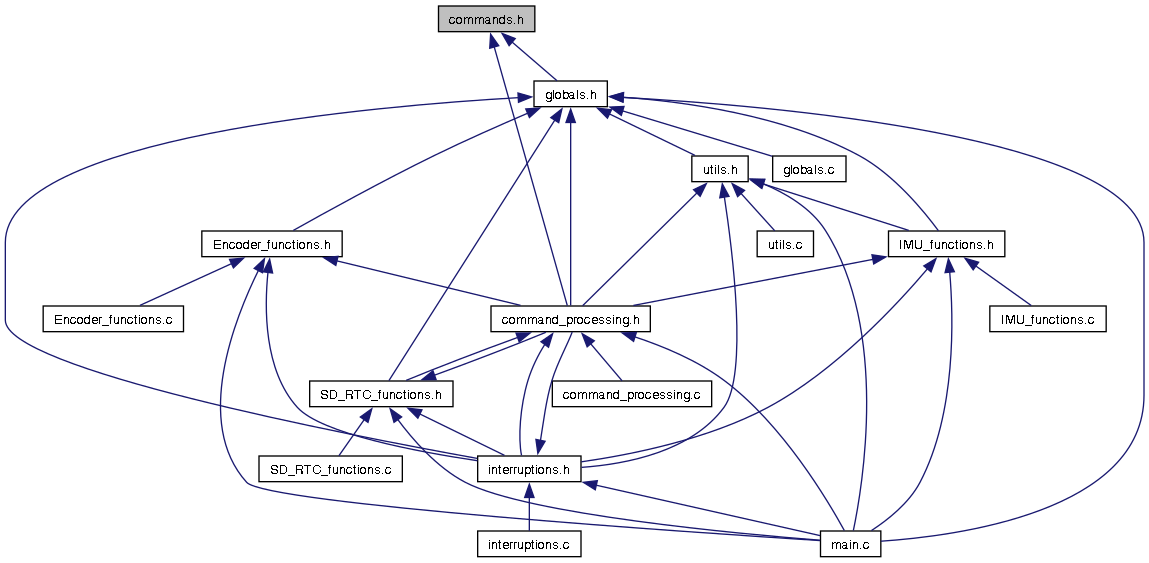 commands.h
globals.h
utils.h
globals.c
Encoder_functions.h
utils.c
IMU_functions.h
Encoder_functions.c
command_processing.h
IMU_functions.c
SD_RTC_functions.h
command_processing.c
SD_RTC_functions.c
interruptions.h
interruptions.c
main.c